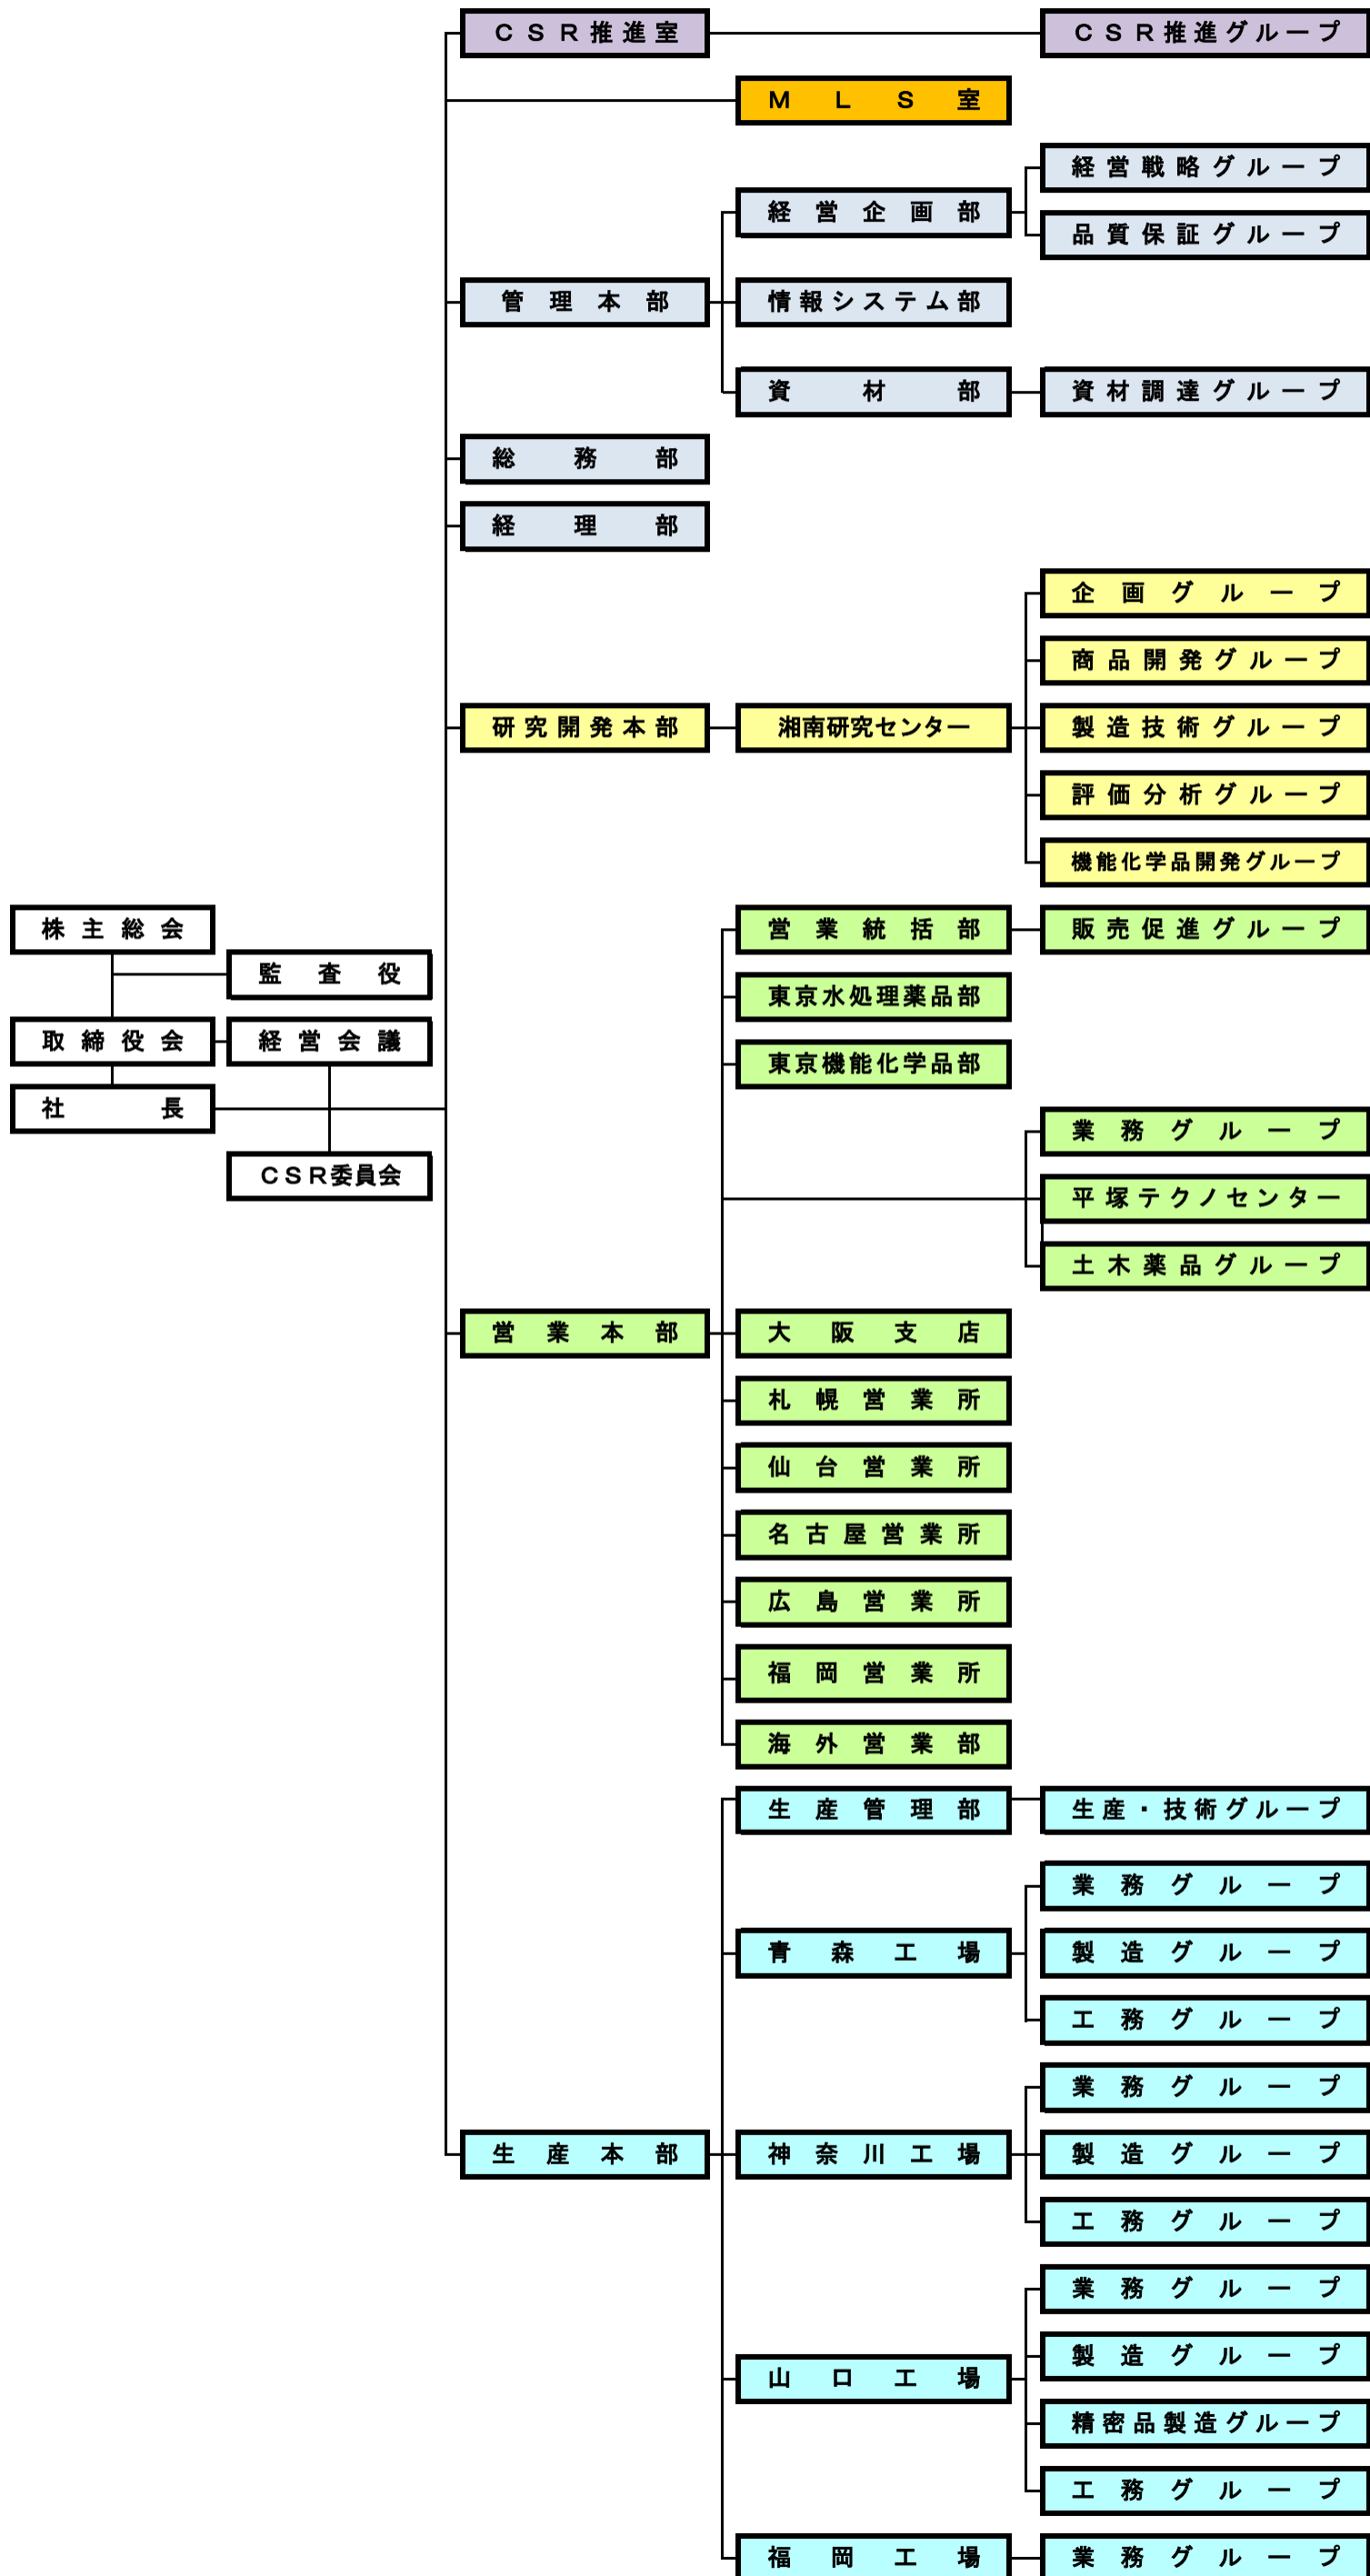 ＣＳＲ推進室
ＣＳＲ推進グループ
ＭＬＳ室
経営戦略グループ
経営企画部
品質保証グループ
管理本部
情報システム部
資材部
資材調達グループ
総務部
経理部
企画グループ
商品開発グループ
研究開発本部
湘南研究センター
製造技術グループ
評価分析グループ
機能化学品開発グループ
株主総会
営業統括部
販売促進グループ
監査役
東京水処理薬品部
取締役会
経営会議
東京機能化学品部
社長
業務グループ
ＣＳＲ委員会
平塚テクノセンター
土木薬品グループ
営業本部
大阪支店
札幌営業所
仙台営業所
名古屋営業所
広島営業所
福岡営業所
海外営業部
生産管理部
生産・技術グループ
業務グループ
青森工場
製造グループ
工務グループ
業務グループ
生産本部
神奈川工場
製造グループ
工務グループ
業務グループ
製造グループ
山口工場
精密品製造グループ
工務グループ
福岡工場
業務グループ